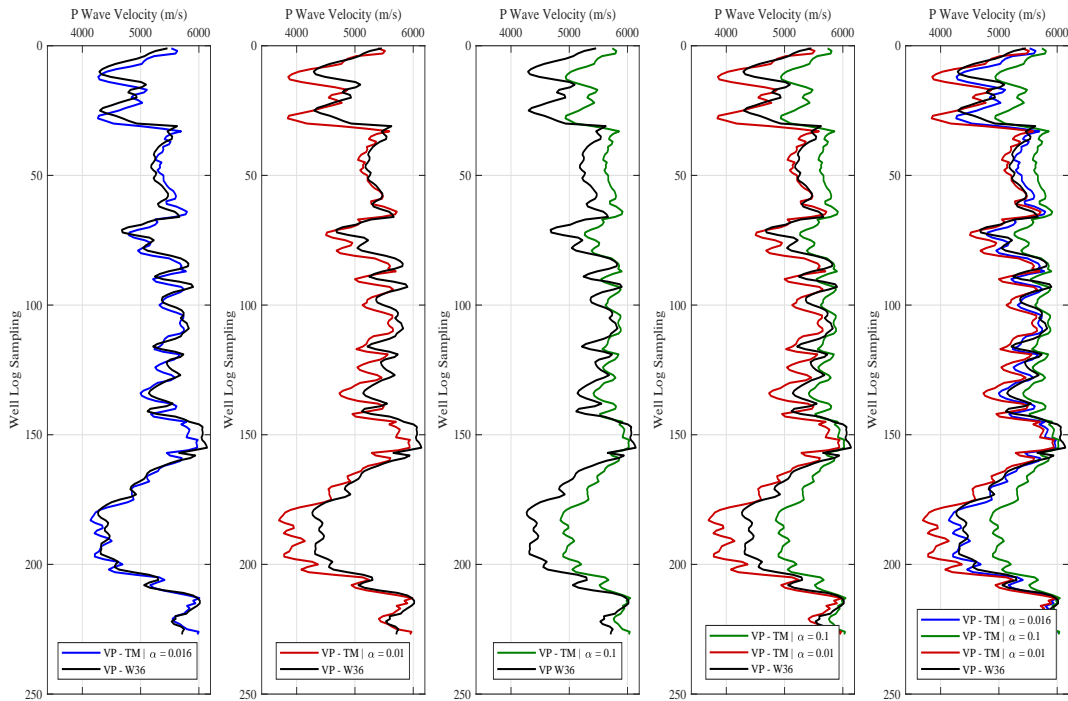 P Wave Velocity (m/s)
4000 5000 6000
0
50
100
150
200
250
Well Log Sampling
VP - TM | α = 0.016
VP - W36
P Wave Velocity (m/s)
4000 5000 6000
0
50
100
150
200
250
Well Log Sampling
VP - TM | α = 0.01
VP - W36
P Wave Velocity (m/s)
4000 5000 6000
0
50
100
150
200
250
Well Log Sampling
VP - TM | α = 0.1
VP W36
P Wave Velocity (m/s)
4000 5000 6000
0
50
100
150
200
250
Well Log Sampling
VP - TM | α = 0.1
VP - TM | α = 0.01
VP - W36
P Wave Velocity (m/s)
4000 5000 6000
0
50
100
150
200
250
Well Log Sampling
VP - TM | α = 0.016
VP - TM | α = 0.1
VP - TM | α = 0.01
VP - W36